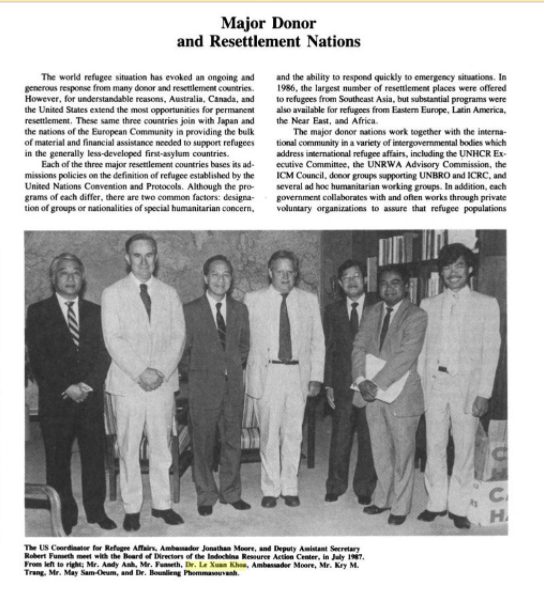 Major Donor
and Resettlement Nations
The world refugee situation has evoked an ongoing and
generous response from many donor and resettlement countries.
However, for understandable reasons, Australia, Canada, and
the United States extend the most opportunities for permanent
resettlement. These same three countries join with Japan and
the nations of the European Community in providing the bulk
of material and financial assistance needed to support refugees
in the generally less-developed first-asylum countries.
Each of the three major resettlement countries bases its ad-
missions policies on the definition of refugee established by the
United Nations Convention and Protocols. Although the pro-
grams of each differ, there are two common factors: designa-
tion of groups or nationalities of special humanitarian concern,
and the ability to respond quickly to emergency situations. In
1986, the largest number of resettlement places were offered
to refugees from Southeast Asia, but substantial programs were
also available for refugees from Eastern Europe, Latin America,
the Near East, and Africa.
The major donor nations work together with the interna-
tional community in a variety of intergovernmental bodies which
address international refugee affairs, including the UNHCR Ex-
ecutive Committee, the UNRWA Advisory Commission, the
ICM Council, donor groups supporting UNBRO and ICRC, and
several ad hoc humanitarian working groups. In addition, each
government collaborates with and often works through private
voluntary organizations to assure that refugee populations
The US Coordinator for Refugee Affairs, Ambassador Jonathan Moore, and Deputy Assistant Secretary
Robert Funseth meet with the Board of Directors of the Indochina Resource Action Center, in July 1987.
From left to right; Mr. Andy Anh, Mr. Funseth, Dr. Le Xuan Khoa, Ambassador Moore, Mr. Kry M.
Trang, Mr. May Sam-Oeum, and Dr. Bounlieng Phommasouvanh.